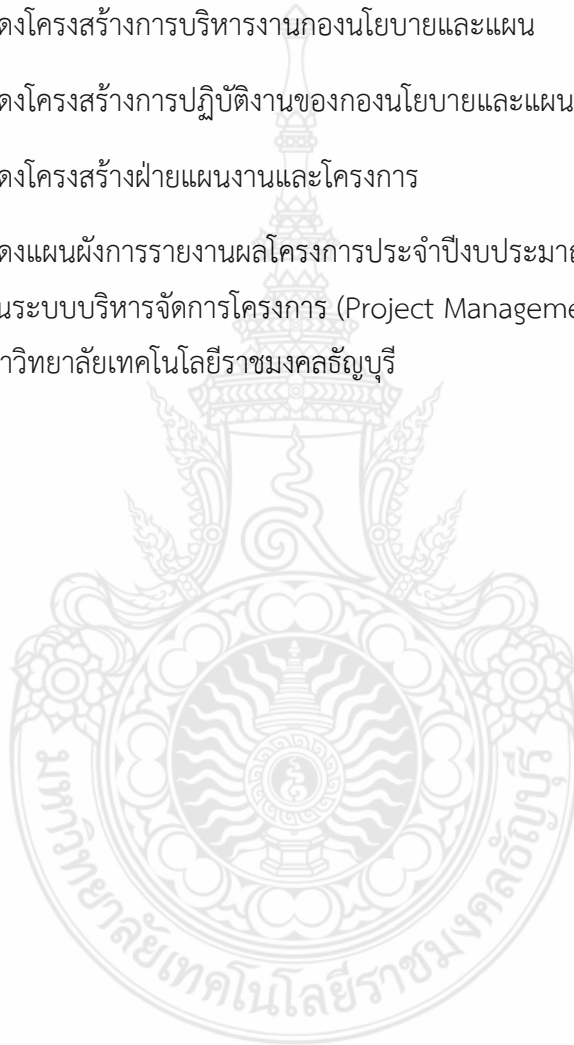 ดงโครงสร้างการบริหารงานกองนโยบายและแผน
ดงโครงสร้างการปฏิบัติงานของกองนโยบายและแผน
ดงโครงสร้างฝ่ายแผนงานและโครงการ
ดงแผนผังการรายงานผลโครงการประจำปีงบประมาณ
นระบบบริหารจัดการโครงการ (Project Manageme
าวิทยาลัยเทคโนโลยีราชมงคลธัญบุรี
มหาวิทยาลัยเทคโนโลยีราชมงคลธัญบุรี